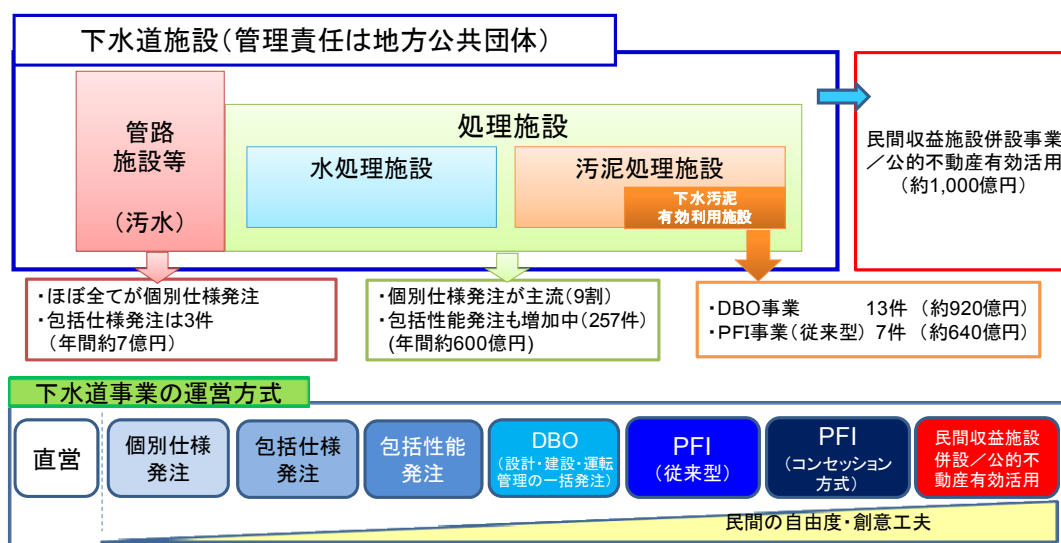 下水道施設（管理責任は地方公共団体）
管路
施設等
（汚水）
処理施設
水処理施設
汚泥処理施設
下水汚泥
有効利用施設
民間収益施設併設事業
／公的不動産有効活用
（約1,000億円）
・ほぼ全てが個別仕様発注
・包括仕様発注は3件
（年間約7億円）
・個別仕様発注が主流（9割）
・包括性能発注も増加中（257件）
(年間約600億円)
・DBO事業 13件 （約920億円）
・PFI事業（従来型） 7件 （約640億円）
下水道事業の運営方式
直営
個別仕様
発注
包括仕様
発注
包括性能
発注
DBO
（設計・建設・運転
管理の一括発注）
PFI
（従来型）
PFI
（コンセッション
方式）
民間収益施設
併設／公的不
動産有効活用
民間の自由度・創意工夫